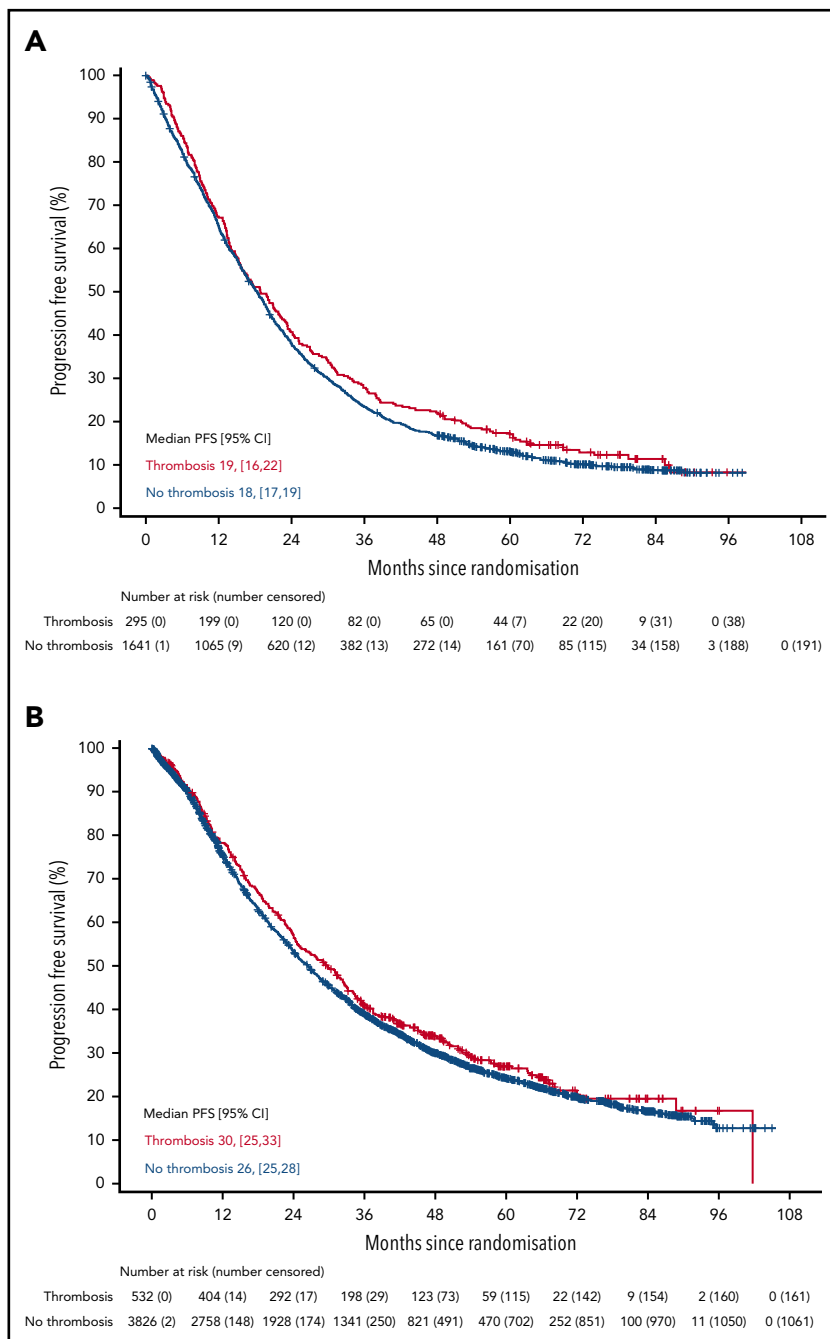 A
100
90
80
70
60
50
40
30
20
10
0
Progression free survival (%)
Median PFS [95% CI]
Thrombosis 19, [16,22]
No thrombosis 18, [17,19]
0 12 24 36 48 60 72 84 96 108
Months since randomisation
Number at risk (number censored)
Thrombosis 295 (0) 199 (0) 120 (0) 82 (0) 65 (0) 44 (7) 22 (20) 9 (31) 0 (38)
No thrombosis 1641 (1) 1065 (9) 620 (12) 382 (13) 272 (14) 161 (70) 85 (115) 34 (158) 3 (188) 0 (191)
B
100
90
80
70
60
50
40
30
20
10
0
Progression free survival (%)
Median PFS [95% CI]
Thrombosis 30, [25,33]
No thrombosis 26, [25,28]
0 12 24 36 48 60 72 84 96 108
Months since randomisation
Number at risk (number censored)
Thrombosis 532 (0) 404 (14) 292 (17) 198 (29) 123 (73) 59 (115) 22 (142) 9 (154) 2 (160) 0 (161)
No thrombosis 3826 (2) 2758 (148) 1928 (174) 1341 (250) 821 (491) 470 (702) 252 (851) 100 (970) 11 (1050) 0 (1061)